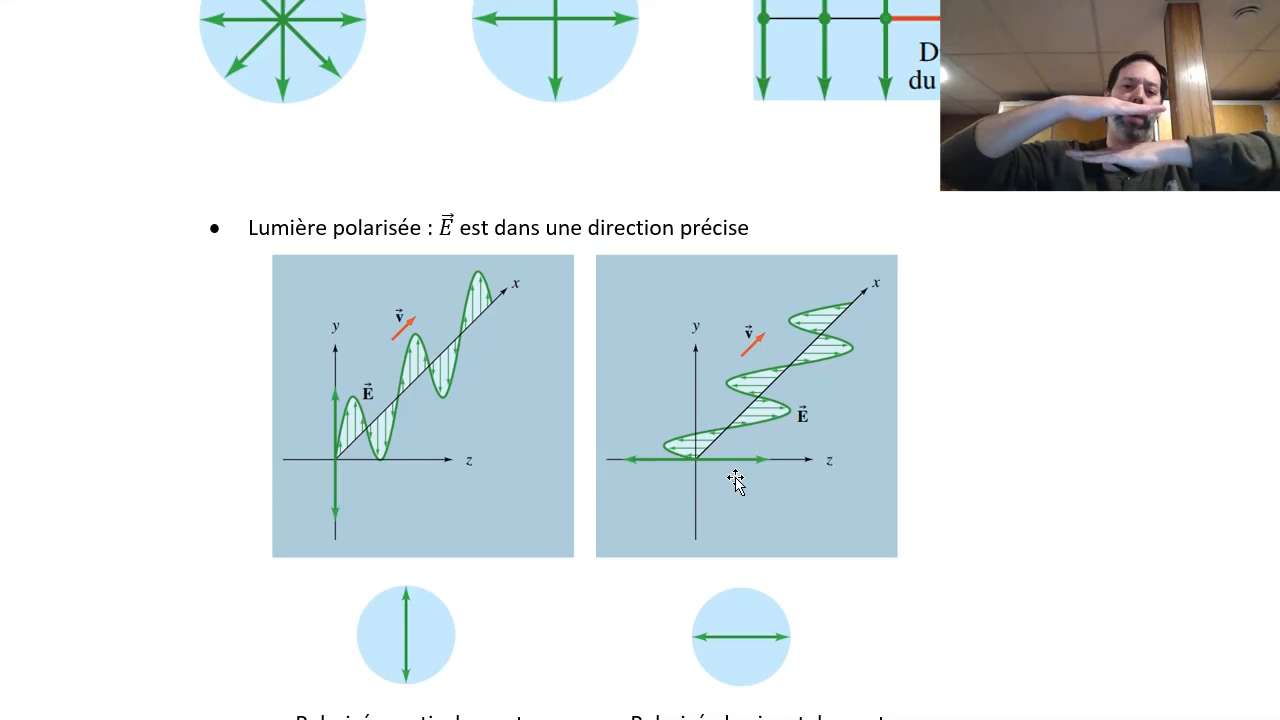 D
du
• Lumière polarisée : E⃗ est dans une direction précise
y
x
v⃗
E⃗
z
y
x
v⃗
E⃗
z